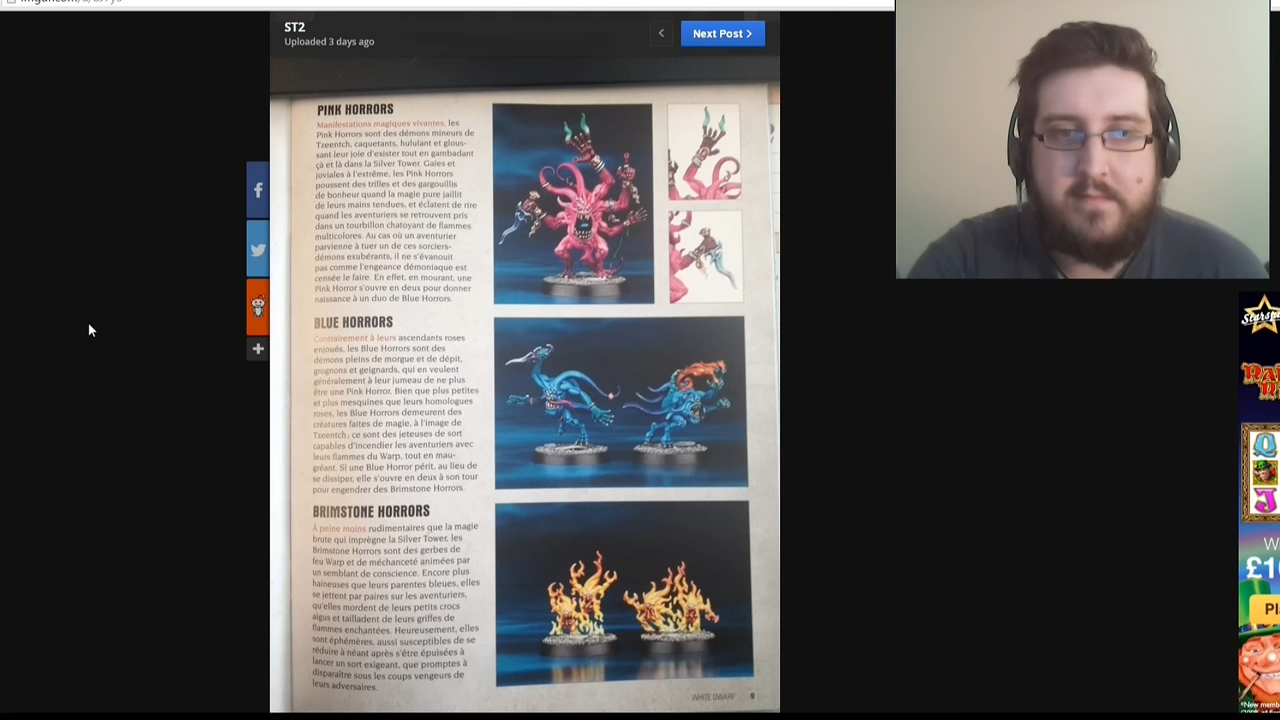 ST2
Uploaded 3 days ago
Next Post >
PINK HORRORS
Manifestations magiques vivantes, les
Pink Horrors sont des démons mineurs de
Tzeentch, caquetants, hululant et glous-
sant leur joie d'exister tout en gambadant
çà et là dans la Silver Tower. Gaies et
joviales à l'extrême, les Pink Horrors
poussent des trilles et des gargouillis
de bonheur quand la magie pure jaillit
de leurs mains tendues, et éclatent de rire
quand les aventuriers se retrouvent pris
dans un tourbillon chatoyant de flammes
multicolores. Au cas où un aventurier
parvienne à tuer un de ces sorciers-
démons exubérants, il ne s'évanouit
pas comme l'engeance démoniaque est
censée le faire. En effet, en mourant, une
Pink Horror s'ouvre en deux pour donner
naissance à un duo de Blue Horrors.
BLUE HORRORS
Contrairement à leurs ascendants roses
enjoués, les Blue Horrors sont des
démons pleins de morgue et de dépit,
grognons et geignards, qui en veulent
généralement à leur jumeau de ne plus
être une Pink Horror. Bien que plus petites
et plus mesquines que leurs homologues
roses, les Blue Horrors demeurent des
créatures faites de magie, à l'image de
Tzeentch ; ce sont des jeteuses de sort
capables d'incendier les aventuriers avec
leurs flammes du Warp, tout en mau-
gréant. Si une Blue Horror périt, au lieu de
se dissiper, elle s'ouvre en deux à son tour
pour engendrer des Brimstone Horrors.
BRIMSTONE HORRORS
À peine moins rudimentaires que la magie
brute qui imprègne la Silver Tower, les
Brimstone Horrors sont des gerbes de
feu Warp et de méchanceté animées par
un semblant de conscience. Encore plus
haineuses que leurs parentes bleues, elles
se jettent par paires sur les aventuriers,
qu'elles mordent de leurs petits crocs
aigus et tailladent de leurs griffes de
flammes enchantées. Heureusement, elles
sont éphémères, aussi susceptibles de se
réduire à néant après s'être épuisées à
lancer un sort exigeant, que promptes à
disparaître sous les coups vengeurs de
leurs adversaires.
WHITE DWARF 9